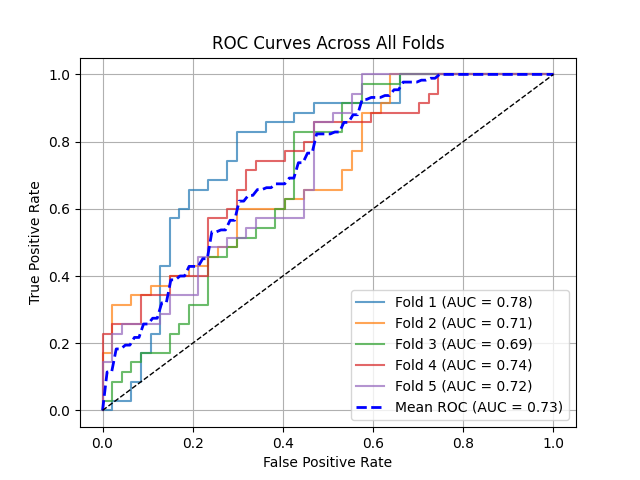 ROC Curves Across All Folds
True Positive Rate
1.0
0.8
0.6
0.4
0.2
0.0
Fold 1 (AUC = 0.78)
Fold 2 (AUC = 0.71)
Fold 3 (AUC = 0.69)
Fold 4 (AUC = 0.74)
Fold 5 (AUC = 0.72)
Mean ROC (AUC = 0.73)
0.0 0.2 0.4 0.6 0.8 1.0
False Positive Rate